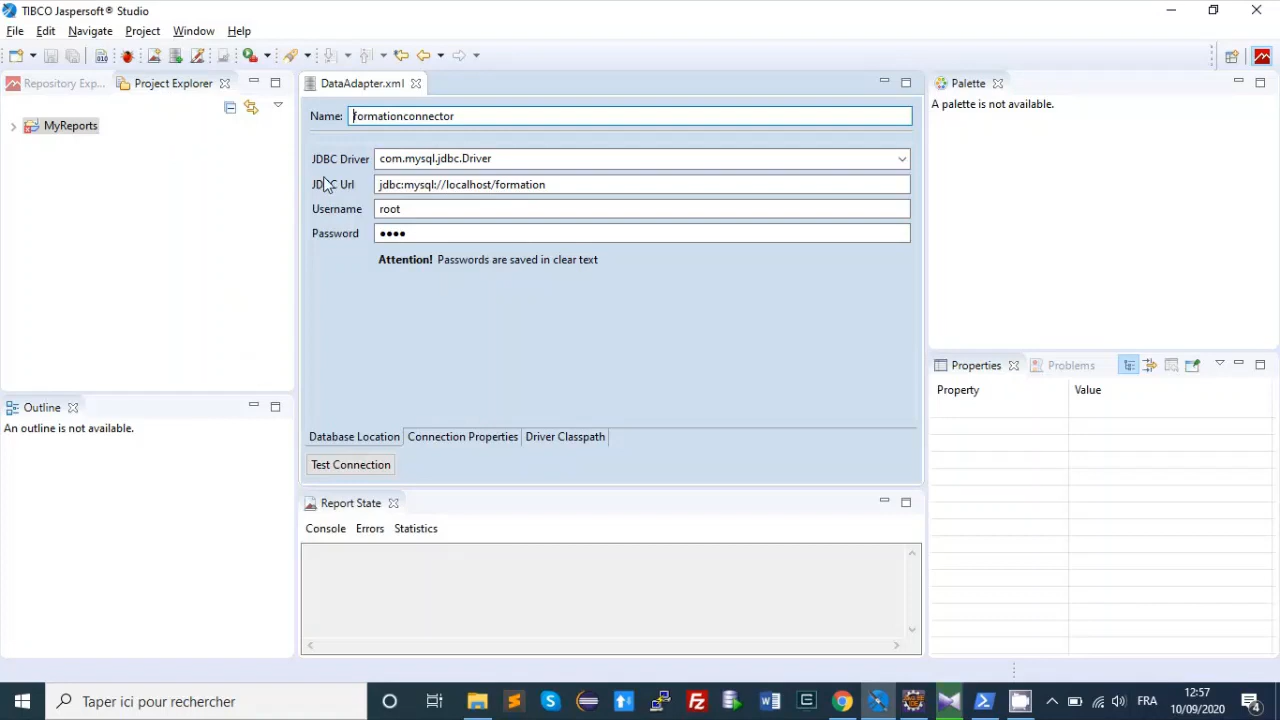 TIBCO Jaspersoft® Studio
File Edit Navigate Project Window Help
Repository Exp... Project Explorer
MyReports
Outline
An outline is not available.
DataAdapter.xml
Name: formationconnector
JDBC Driver com.mysql.jdbc.Driver
JDBC Url jdbc:mysql://localhost/formation
Username root
Password ●●●●
Attention! Passwords are saved in clear text
Database Location Connection Properties Driver Classpath
Test Connection
Report State
Console Errors Statistics
Palette
A palette is not available.
Properties Problems
Property Value
Taper ici pour rechercher
FRA
12:57
10/09/2020
4